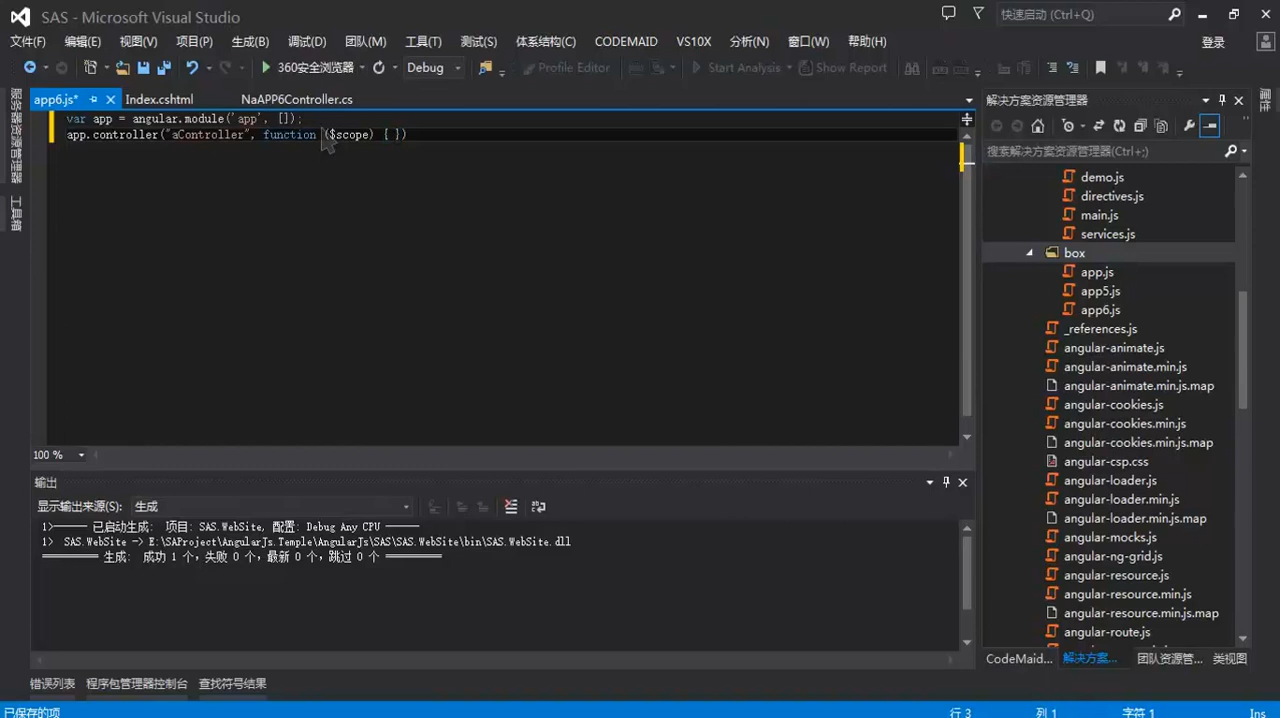 SAS - Microsoft Visual Studio
快速启动 (Ctrl+Q)
文件(F) 编辑(E) 视图(V) 项目(P) 生成(B) 调试(D) 团队(M) 工具(T) 测试(S) 体系结构(C) CODEMAID VS10X 分析(N) 窗口(W) 帮助(H) 登录
360安全浏览器 Debug Profile Editor Start Analysis Show Report
服务器资源管理器
工具箱
app6.js* Index.cshtml NaAPP6Controller.cs
var app = angular.module('app', []);
app.controller("aController", function ($scope) { })
100 %
输出
显示输出来源(S): 生成
1>------ 已启动生成: 项目: SAS.WebSite, 配置: Debug Any CPU ------
1> SAS.WebSite -> E:\SAProject\AngularJs.Temple\AngularJs\SAS\SAS.WebSite\bin\SAS.WebSite.dll
========== 生成: 成功 1 个，失败 0 个，最新 0 个，跳过 0 个 ==========
错误列表 程序包管理器控制台 查找符号结果
解决方案资源管理器
搜索解决方案资源管理器(Ctrl+;)
demo.js
directives.js
main.js
services.js
box
app.js
app5.js
app6.js
_references.js
angular-animate.js
angular-animate.min.js
angular-animate.min.js.map
angular-cookies.js
angular-cookies.min.js
angular-cookies.min.js.map
angular-csp.css
angular-loader.js
angular-loader.min.js
angular-loader.min.js.map
angular-mocks.js
angular-ng-grid.js
angular-resource.js
angular-resource.min.js
angular-resource.min.js.map
angular-route.js
CodeMaid... 解决方案... 团队资源管... 类视图
属性
已保存的项 行 3 列 1 字符 1 Ins